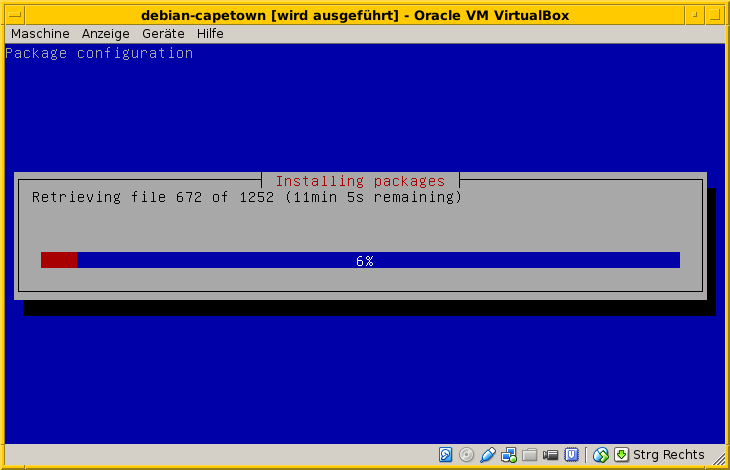 debian-capetown [wird ausgeführt] - Oracle VM VirtualBox
Maschine Anzeige Geräte Hilfe
Package configuration
Installing packages
Retrieving file 672 of 1252 (11min 5s remaining)
6%
Strg Rechts